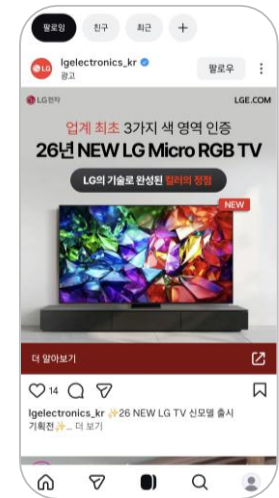 팔로잉 친구 최근 +
lgelectronics_kr
광고
팔로우
LG
LG전자
LGE.COM
업계 최초 3가지 색 영역 인증
26년 NEW LG Micro RGB TV
LG의 기술로 완성된 컬러의 정점
NEW
더 알아보기
14
lgelectronics_kr ✨26 NEW LG TV 신모델 출시
기획전✨... 더 보기